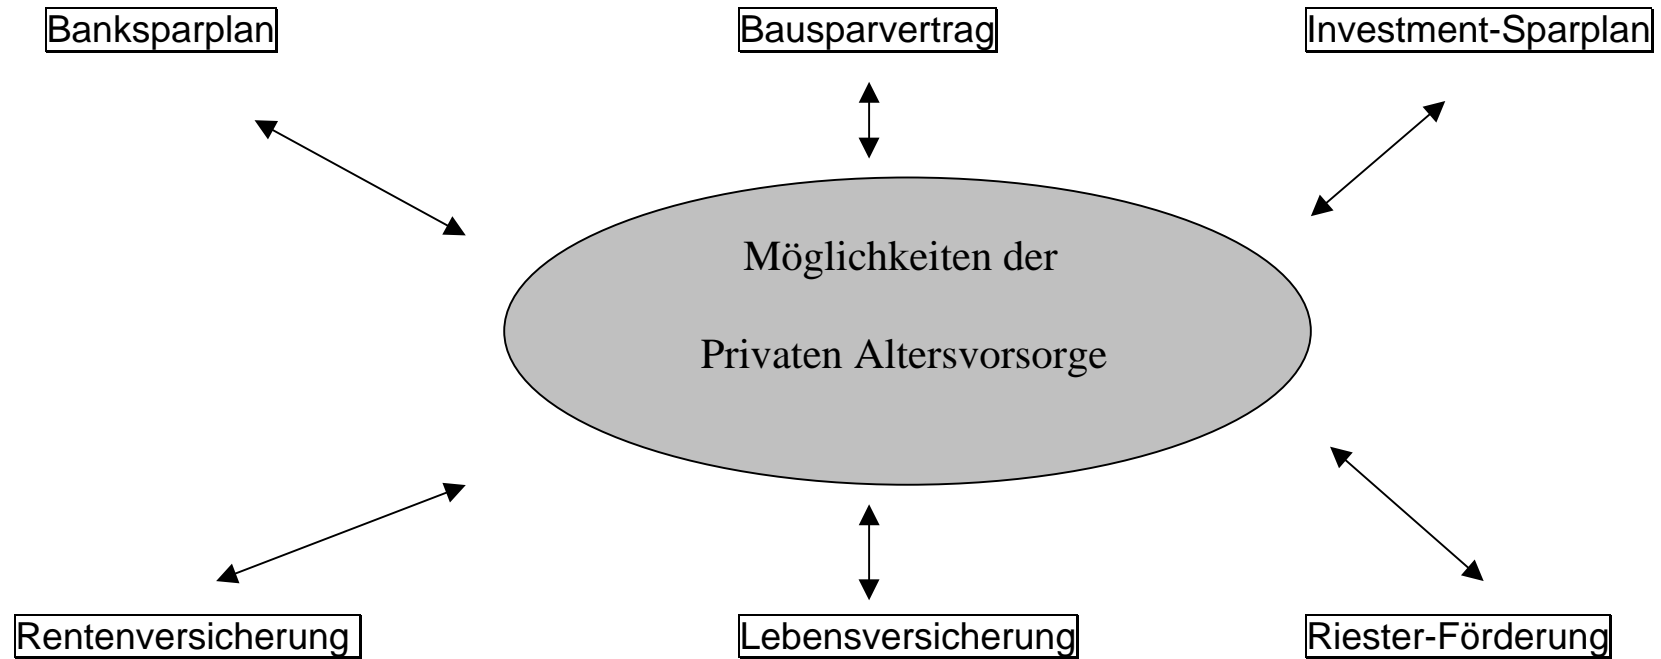 Banksparplan
Bausparvertrag
Investment-Sparplan
Möglichkeiten der
Privaten Altersvorsorge
Rentenversicherung
Lebensversicherung
Riester-Förderung